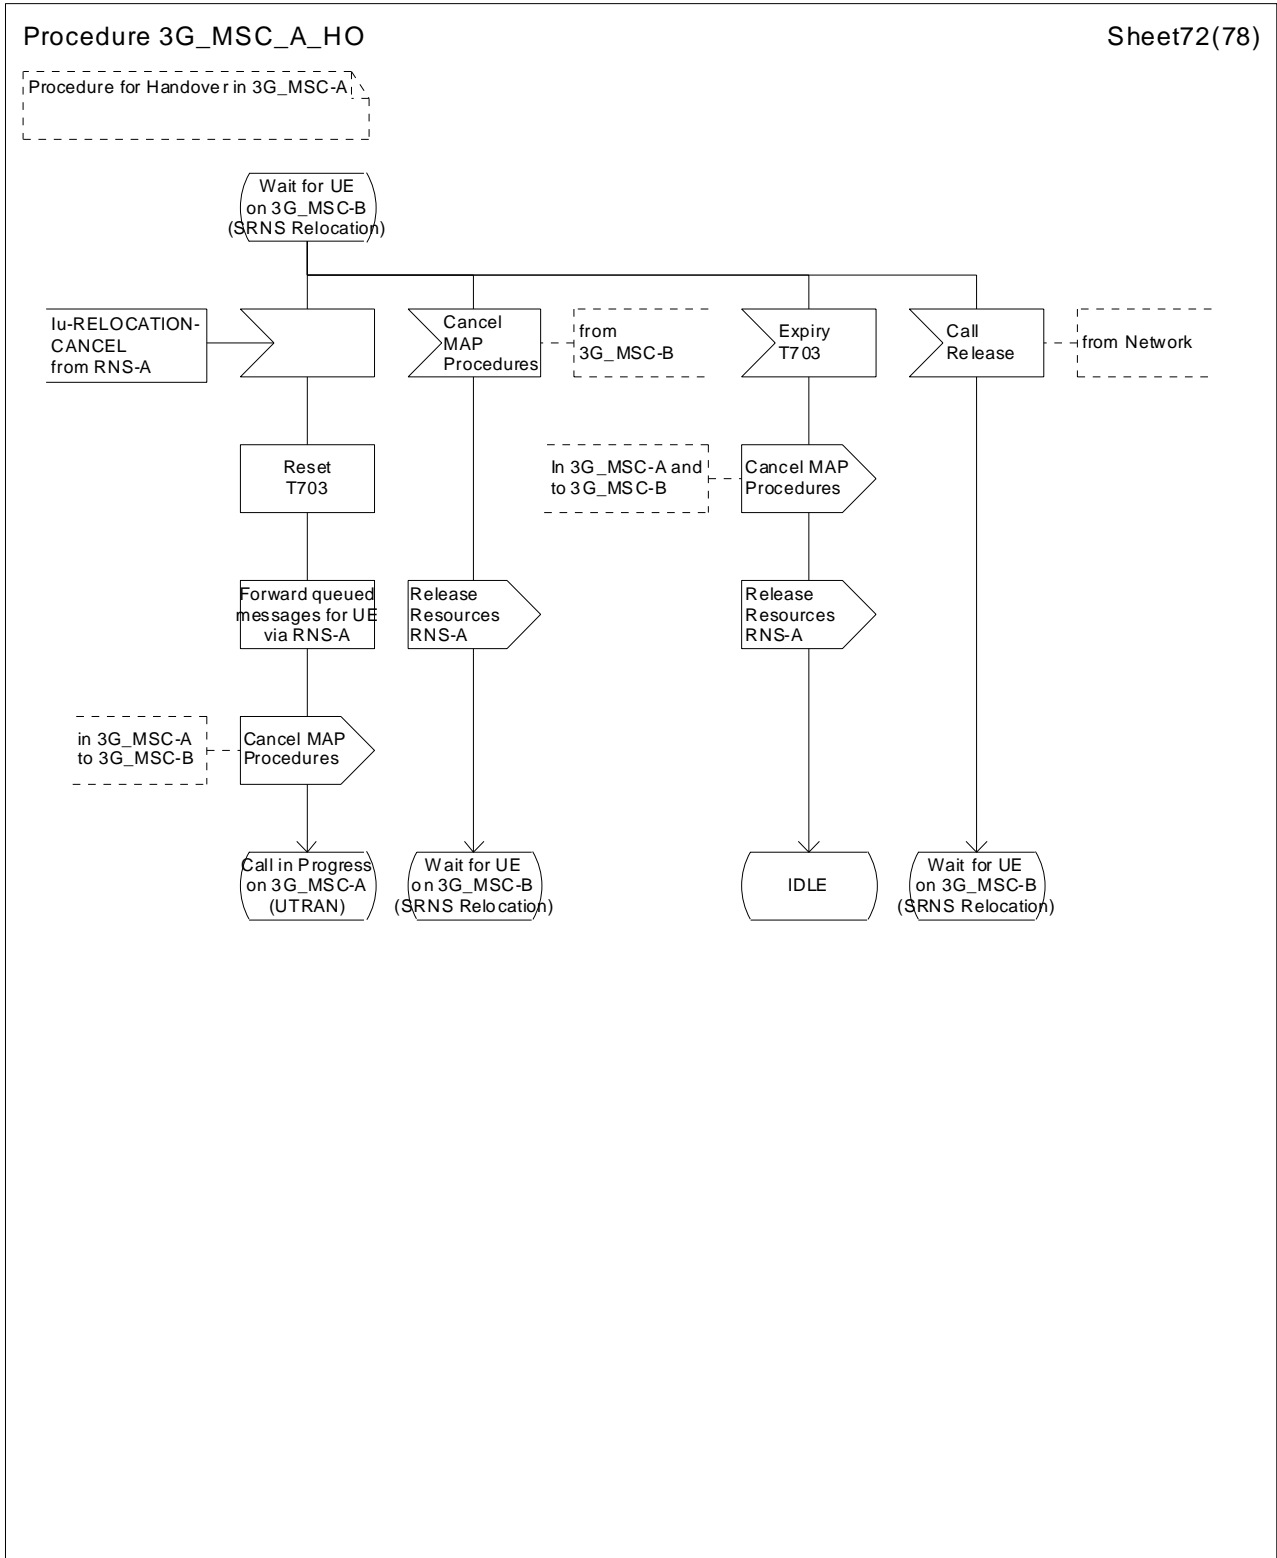 Procedure 3G_MSC_A_HO
Sheet72(78)
Procedure for Handover in 3G_MSC-A
Wait for UE
on 3G_MSC-B
(SRNS Relocation)
Iu-RELOCATION-
CANCEL
from RNS-A
Cancel
MAP
Procedures
from
3G_MSC-B
Expiry
T703
Call
Release
from Network
Reset
T703
In 3G_MSC-A and
to 3G_MSC-B
Cancel MAP
Procedures
Forward queued
messages for UE
via RNS-A
Release
Resources
RNS-A
Release
Resources
RNS-A
in 3G_MSC-A
to 3G_MSC-B
Cancel MAP
Procedures
Call in Progress
on 3G_MSC-A
(UTRAN)
Wait for UE
on 3G_MSC-B
(SRNS Relocation)
IDLE
Wait for UE
on 3G_MSC-B
(SRNS Relocation)